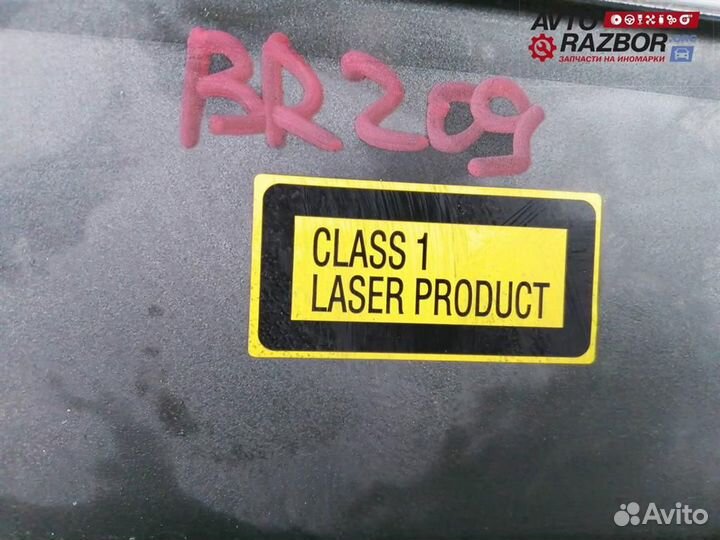 AVTO
RAZBOR
ЗАПЧАСТИ НА ИНОМАРКИ
BR209
CLASS 1
LASER PRODUCT
Avito